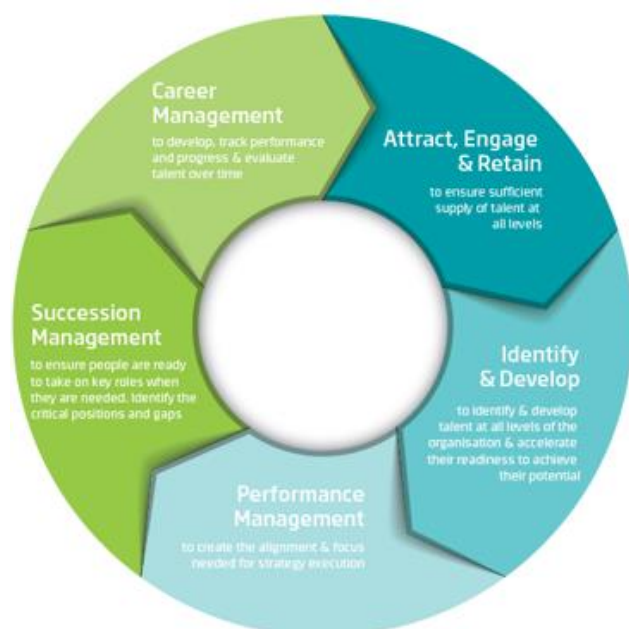 Career
Management
to develop, track performance
and progress & evaluate
talent over time
Attract, Engage
& Retain
to ensure sufficient
supply of talent at
all levels
Identify
& Develop
to identify & develop
talent at all levels of the
organisation & accelerate
their readiness to achieve
their potential
Performance
Management
to create the alignment & focus
needed for strategy execution
Succession
Management
to ensure people are ready
to take on key roles when
they are needed. Identify the
critical positions and gaps